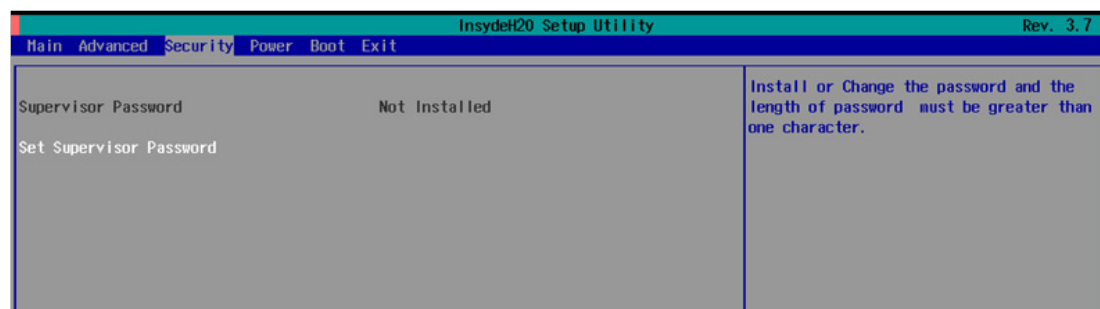 InsydeH20 Setup Utility Rev. 3.7
Main Advanced Security Power Boot Exit
Supervisor Password Not Installed
Set Supervisor Password
Install or Change the password and the
length of password must be greater than
one character.